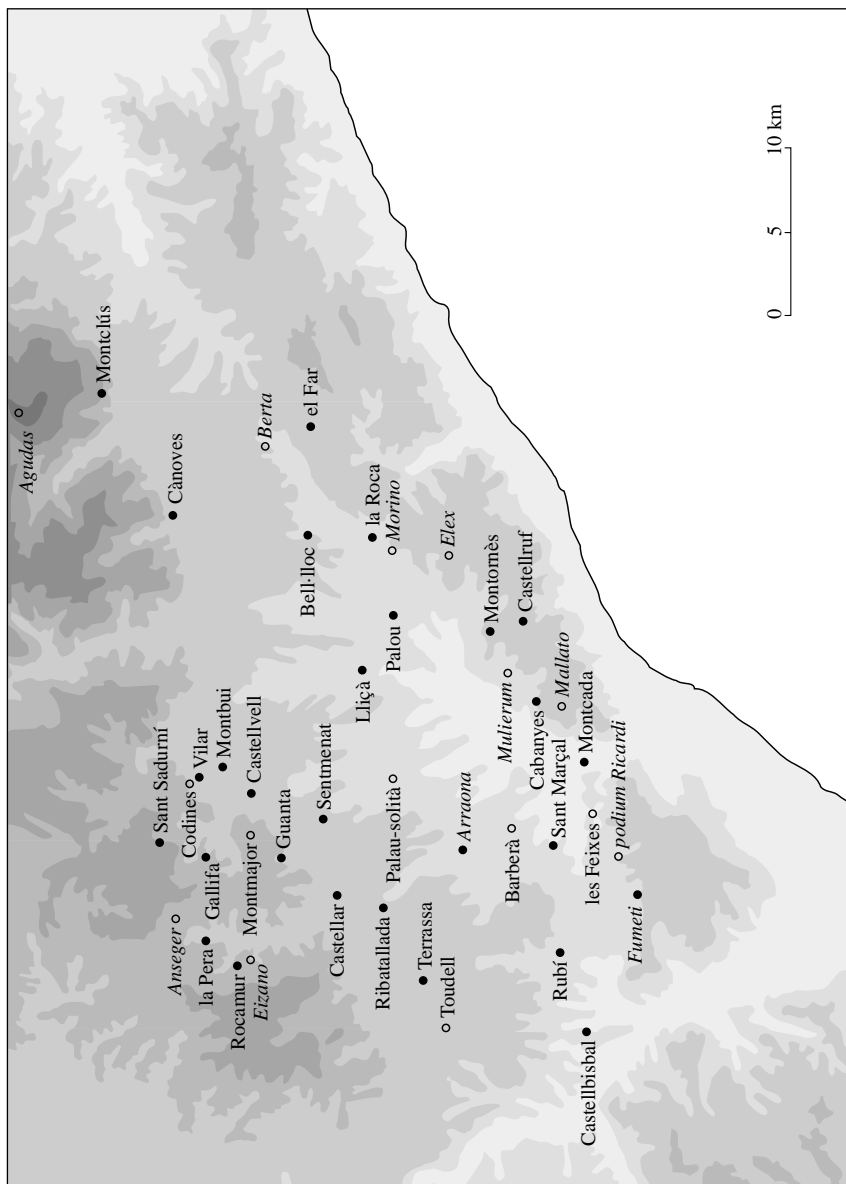 Agudas
Montclús
Sant Sadurní
Cànoves
Anseger
Codines
Vilar
la Pera
Gallifa
Montbui
Rocamur
Eizano
Montmajor
Castellvell
Berta
Guanta
Bell·lloc
el Far
Sentmenat
Castellar
Lliçà
la Roca
Ribatallada
Palau-solità
Palou
Morino
Terrassa
Toudell
Elex
Arraona
Montornès
Mulierum
Barberà
Castellruf
Cabanyes
Sant Marçal
Mallato
Rubí
Montcada
Castellbisbal
les Feixes
podium Ricardi
Fumeti
0 5 10 km